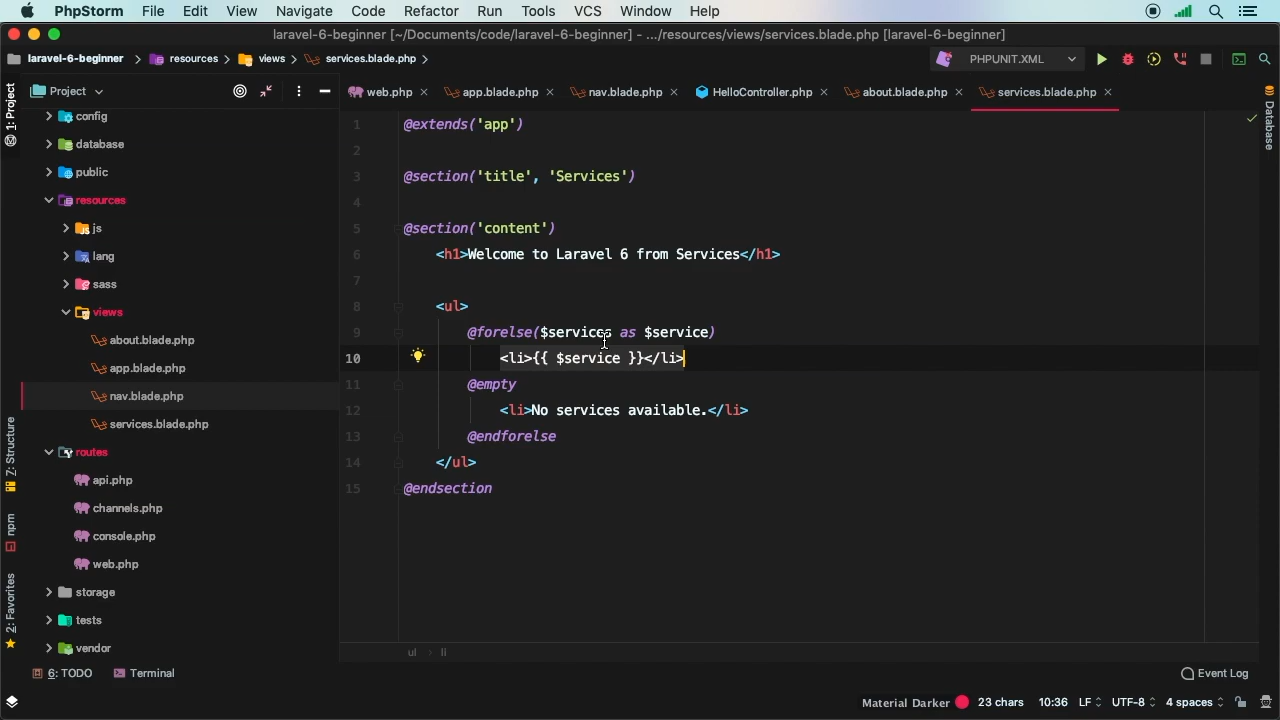 PhpStorm File Edit View Navigate Code Refactor Run Tools VCS Window Help
laravel-6-beginner [~/Documents/code/laravel-6-beginner] - .../resources/views/services.blade.php [laravel-6-beginner]
laravel-6-beginner resources views services.blade.php
PHPUNIT.XML
1: Project
Project
web.php app.blade.php nav.blade.php HelloController.php about.blade.php services.blade.php
Database
config
database
public
resources
js
lang
sass
views
about.blade.php
app.blade.php
nav.blade.php
services.blade.php
routes
api.php
channels.php
console.php
web.php
storage
tests
vendor
7: Structure
npm
2: Favorites
1 @extends('app')
2
3 @section('title', 'Services')
4
5 @section('content')
6 <h1>Welcome to Laravel 6 from Services</h1>
7
8 <ul>
9 @forelse($services as $service)
10 <li>{{ $service }}</li>
11 @empty
12 <li>No services available.</li>
13 @endforelse
14 </ul>
15 @endsection
ul › li
6: TODO Terminal Event Log
Material Darker 23 chars 10:36 LF UTF-8 4 spaces